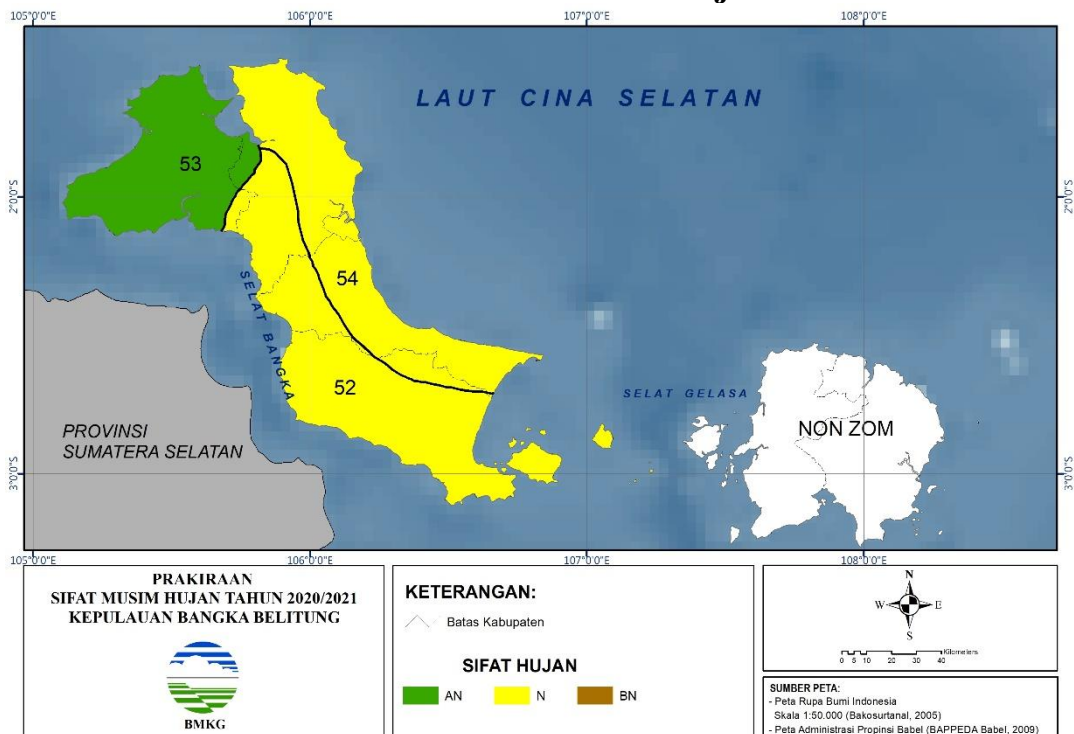 105°0'0"E 106°0'0"E 107°0'0"E 108°0'0"E
LAUT CINA SELATAN
53
2°0'0"S 2°0'0"S
54
SELAT BANGKA
52
SELAT GELASA
NON ZOM
PROVINSI
SUMATERA SELATAN
3°0'0"S 3°0'0"S
105°0'0"E 106°0'0"E 107°0'0"E 108°0'0"E
PRAKIRAAN
SIFAT MUSIM HUJAN TAHUN 2020/2021
KEPULAUAN BANGKA BELITUNG
BMKG
KETERANGAN:
Batas Kabupaten
SIFAT HUJAN
AN N BN
N
W E
S
0 5 10 20 30 40 Kilometers
SUMBER PETA:
- Peta Rupa Bumi Indonesia
Skala 1:50.000 (Bakosurtanal, 2005)
- Peta Administrasi Propinsi Babel (BAPPEDA Babel, 2009)